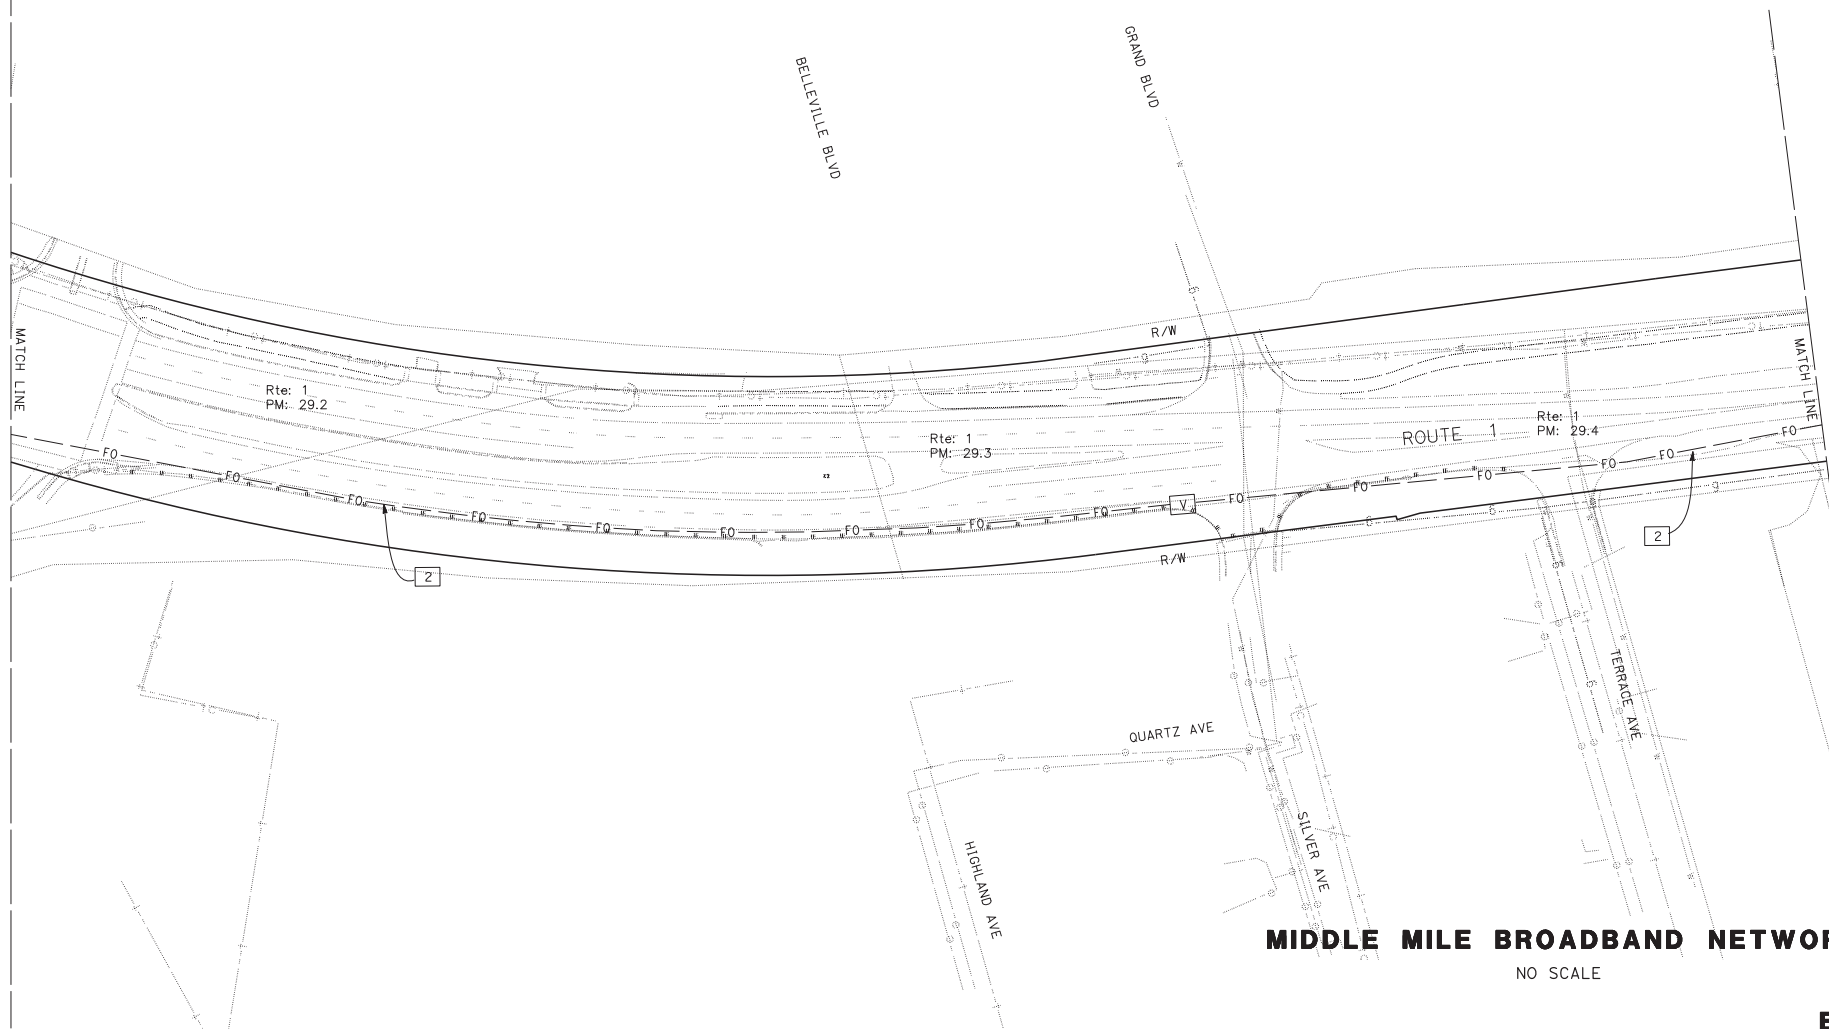 GRAND BLVD
BELLEVILLE BLVD
R/W
MATCH LINE
MATCH LINE
Rte: 1
PM: 29.2
Rte: 1
PM: 29.3
ROUTE 1
Rte: 1
PM: 29.4
FO FO FO FO FO FO FO FO FO FO FO FO FO FO FO
V
2
2
R/W
TERRACE AVE
QUARTZ AVE
SILVER AVE
HIGHLAND AVE
MIDDLE MILE BROADBAND NETWOR
NO SCALE